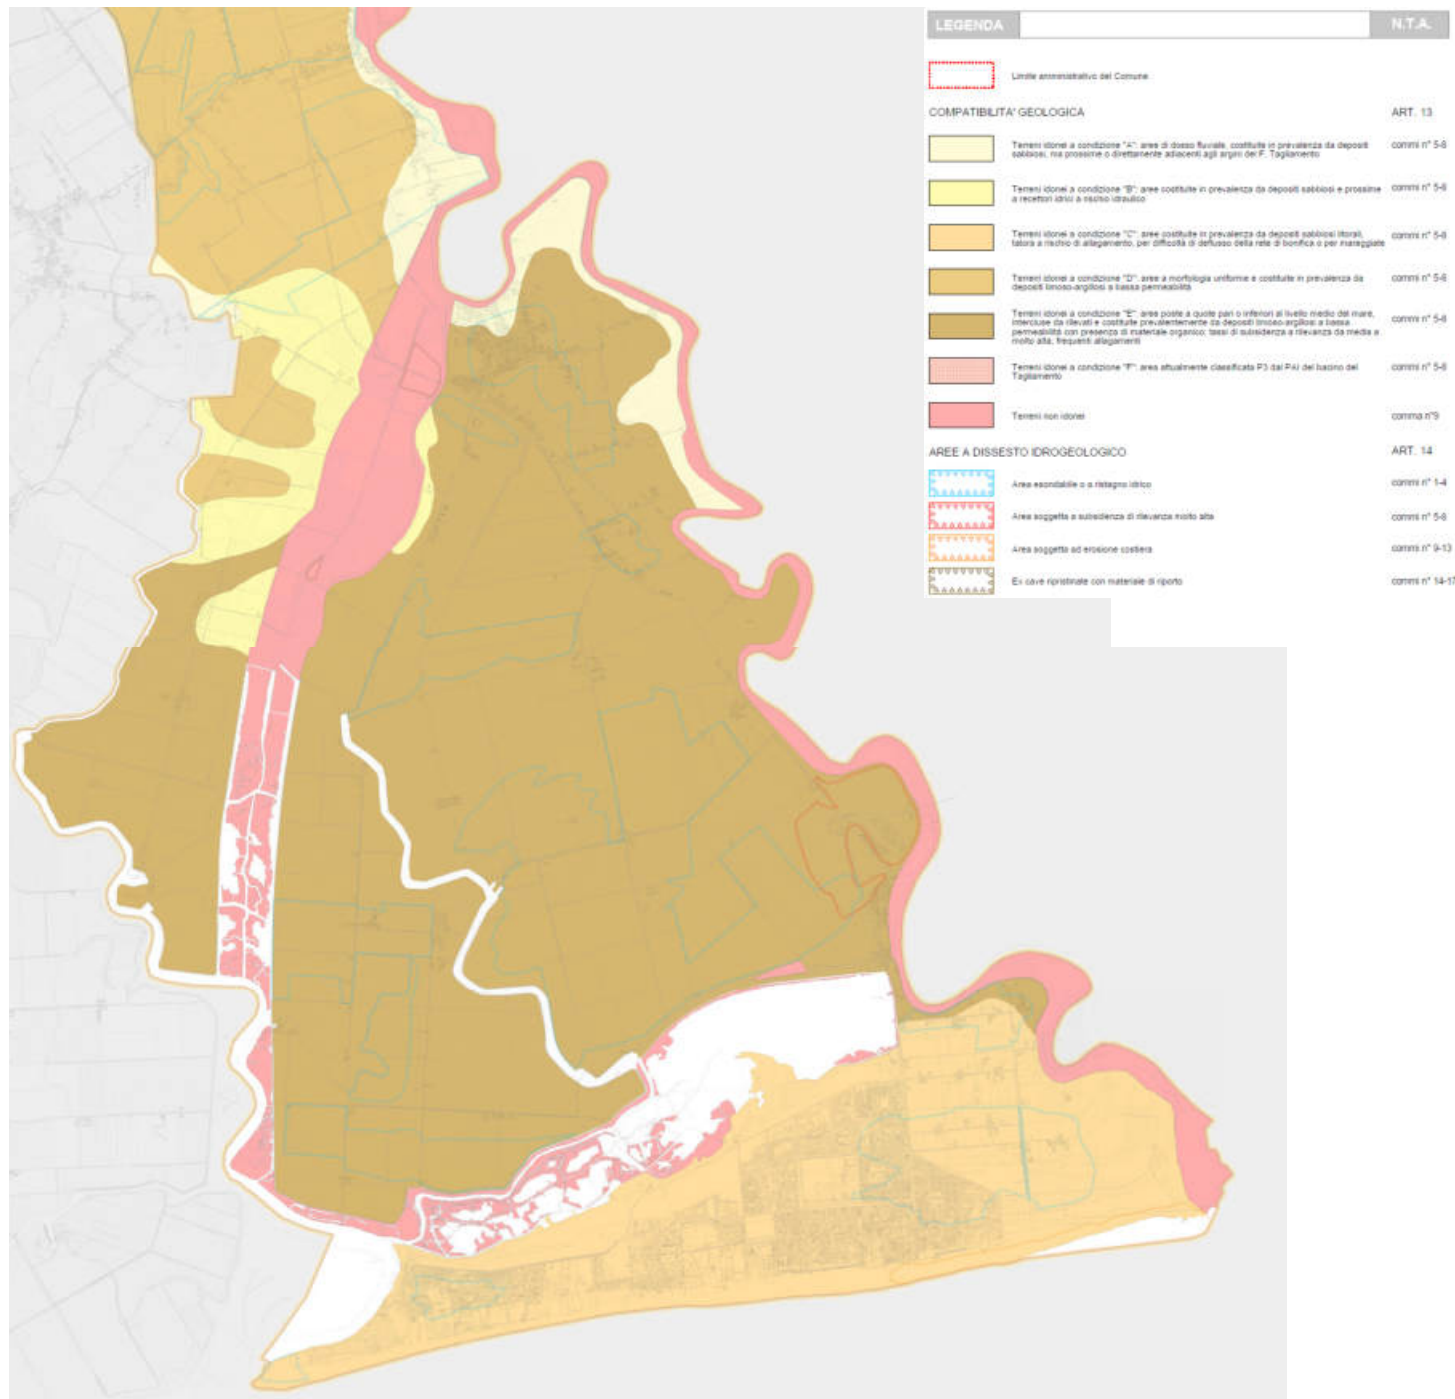 LEGENDA N.T.A.
Limite amministrativo del Comune
COMPATIBILITA' GEOLOGICA ART. 13
Terreni idonei a condizione "A": aree di dosso fluviale, costituite in prevalenza da depositi commi n° 5-8
sabbiosi, ma prossime o direttamente adiacenti agli argini del F. Tagliamento
Terreni idonei a condizione "B": aree costituite in prevalenza da depositi sabbiosi e prossime commi n° 5-8
a recettori idrici a rischio idraulico
Terreni idonei a condizione "C": aree costituite in prevalenza da depositi sabbiosi litorali, commi n° 5-8
talora a rischio di allagamento, per difficoltà di deflusso della rete di bonifica o per mareggiate
Terreni idonei a condizione "D": aree a morfologia uniforme e costituite in prevalenza da commi n° 5-8
depositi limoso-argillosi a bassa permeabilità
Terreni idonei a condizione "E": aree poste a quote pari o inferiori al livello medio del mare, commi n° 5-8
intercluse da rilevati e costituite prevalentemente da depositi limoso-argillosi a bassa
permeabilità con presenza di materiale organico; tassi di subsidenza a rilevanza da media a
molto alta, frequenti allagamenti
Terreni idonei a condizione "F": area attualmente classificata P3 dal PAI del bacino del commi n° 5-8
Tagliamento
Terreni non idonei comma n°9
AREE A DISSESTO IDROGEOLOGICO ART. 14
Area esondabile o a ristagno idrico commi n° 1-4
Area soggetta a subsidenza di rilevanza molto alta commi n° 5-8
Area soggetta ad erosione costiera commi n° 9-13
Ex cave ripristinate con materiale di riporto commi n° 14-17